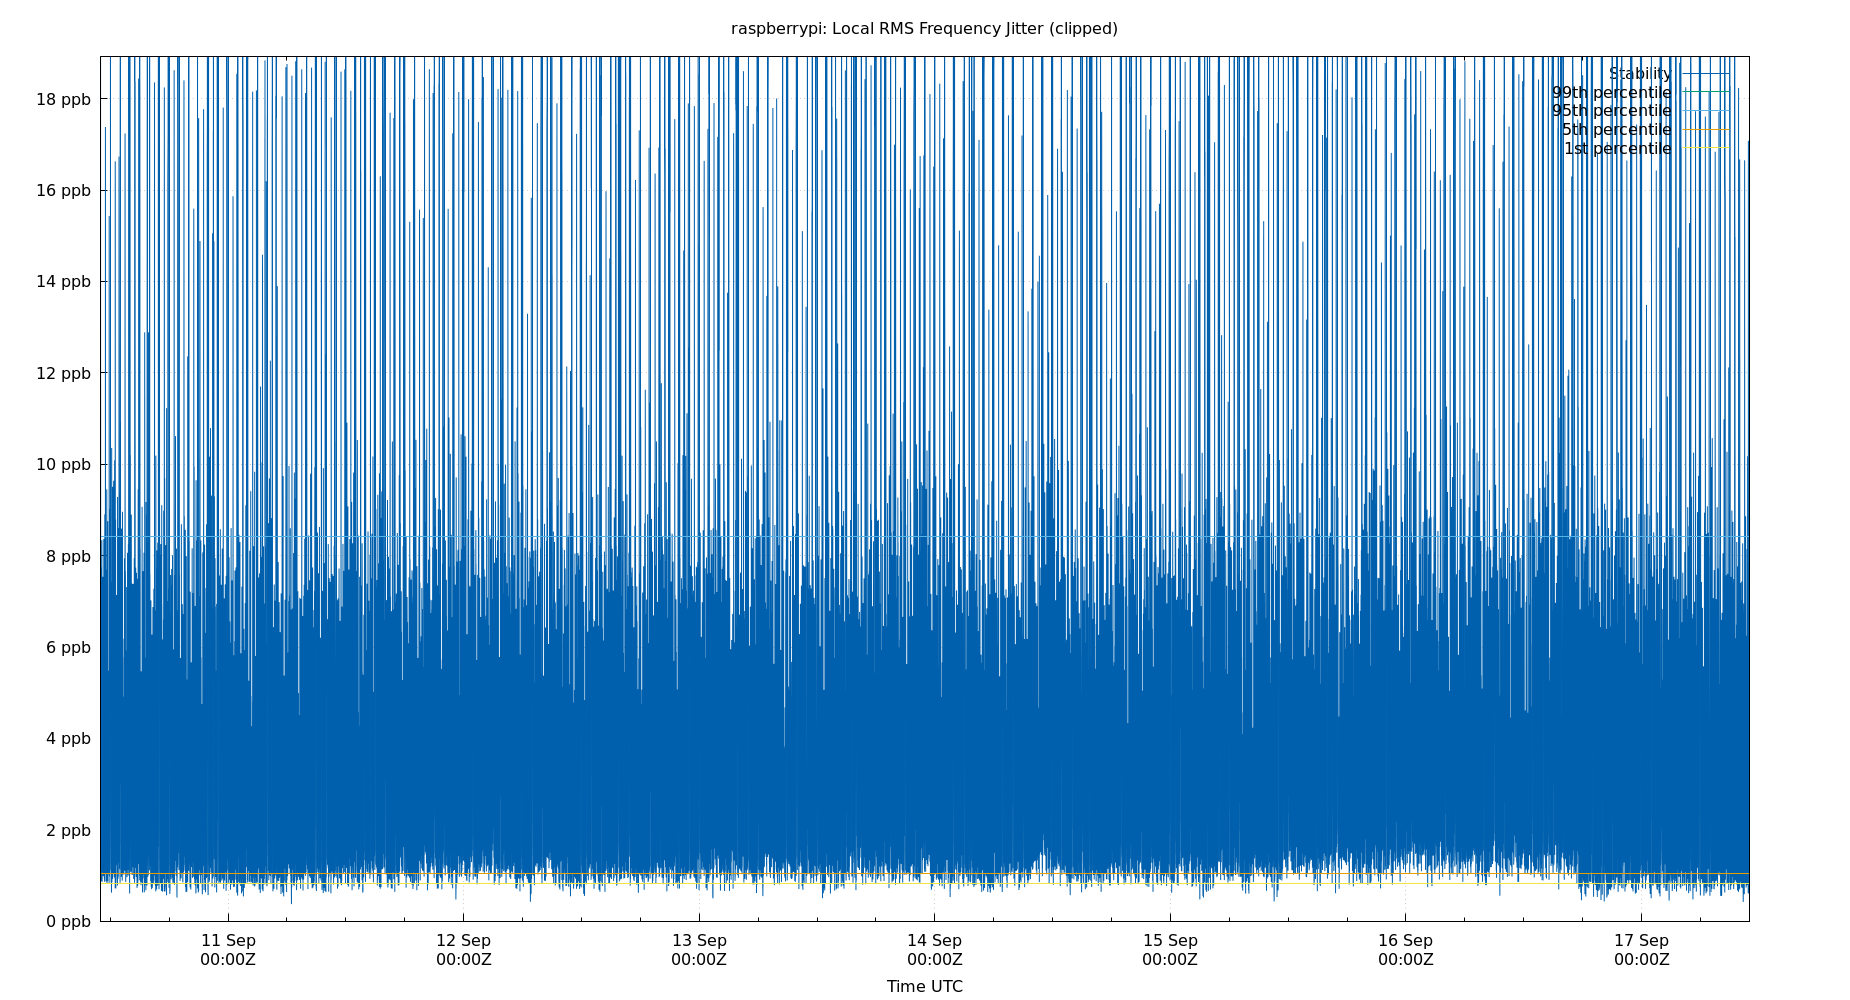 raspberrypi: Local RMS Frequency Jitter (clipped)
Stability
99th percentile
95th percentile
5th percentile
1st percentile
18 ppb
16 ppb
14 ppb
12 ppb
10 ppb
8 ppb
6 ppb
4 ppb
2 ppb
0 ppb
11 Sep
00:00Z
12 Sep
00:00Z
13 Sep
00:00Z
14 Sep
00:00Z
15 Sep
00:00Z
16 Sep
00:00Z
17 Sep
00:00Z
Time UTC